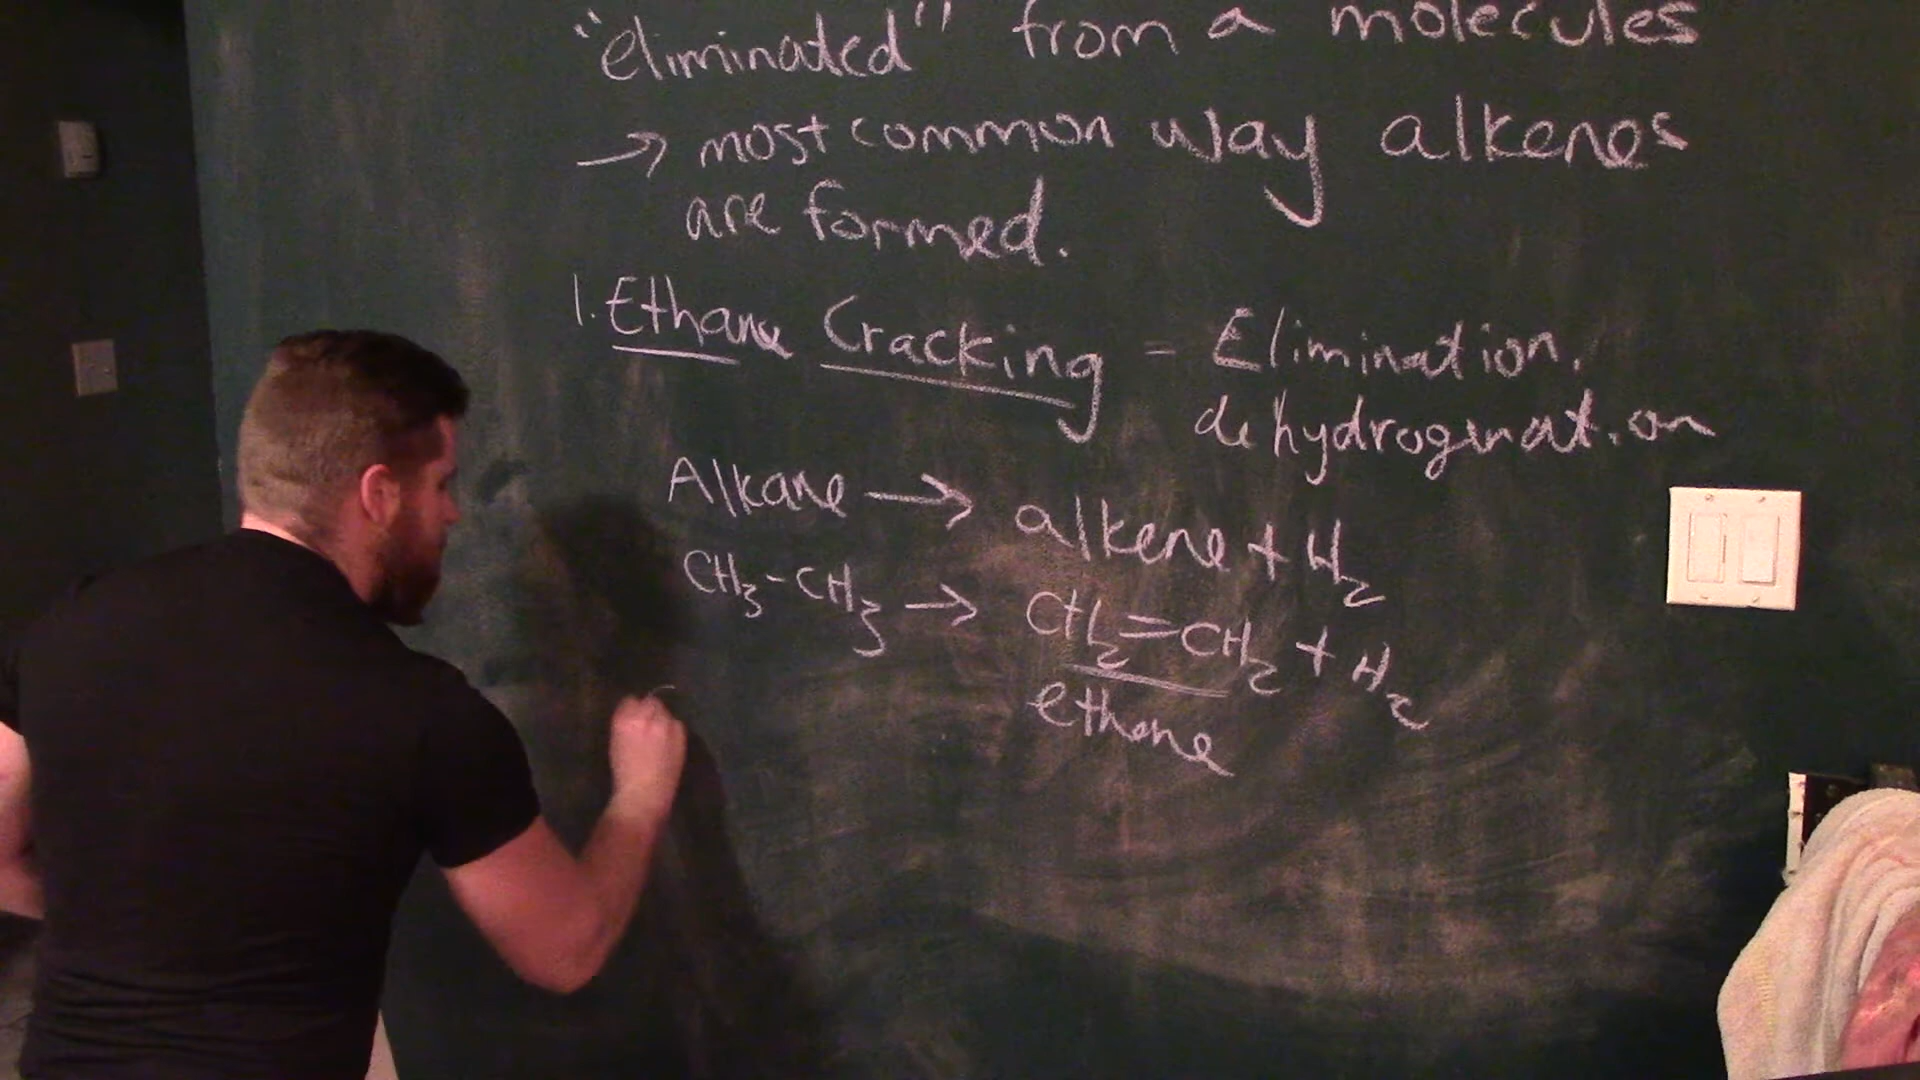 "eliminated" from a molecules
→ most common way alkenes
are formed.
1. Ethane Cracking - Elimination,
dehydrogenation
Alkane → alkene + H₂
CH₃-CH₃ → CH₂=CH₂ + H₂
ethene